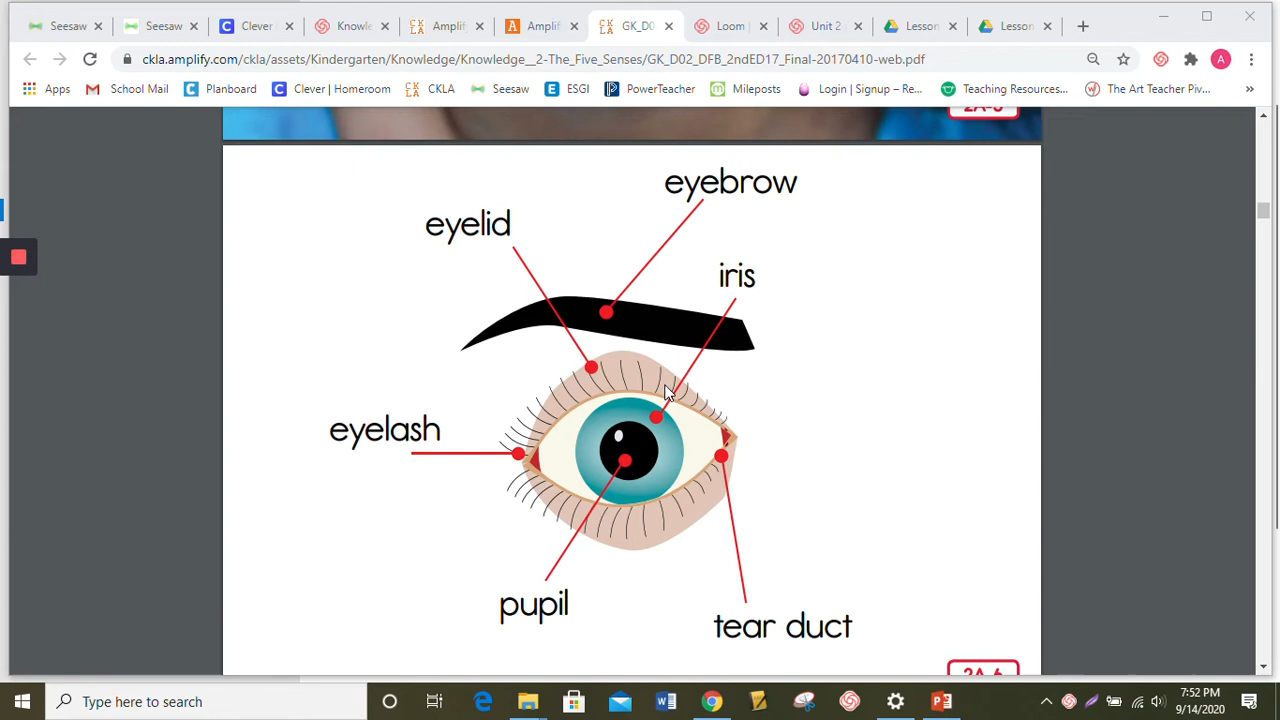 Seesaw
Seesaw
Clever
Knowle
Amplify
Amplif
GK_D0
Loom
Unit 2
Lesson
Lesson
ckla.amplify.com/ckla/assets/Kindergarten/Knowledge/Knowledge__2-The_Five_Senses/GK_D02_DFB_2ndED17_Final-20170410-web.pdf
A
Apps
School Mail
Planboard
Clever | Homeroom
CKLA
Seesaw
ESGI
PowerTeacher
Mileposts
Login | Signup – Re...
Teaching Resources...
The Art Teacher Piv...
»
eyebrow
eyelid
iris
eyelash
pupil
tear duct
Type here to search
7:52 PM
9/14/2020